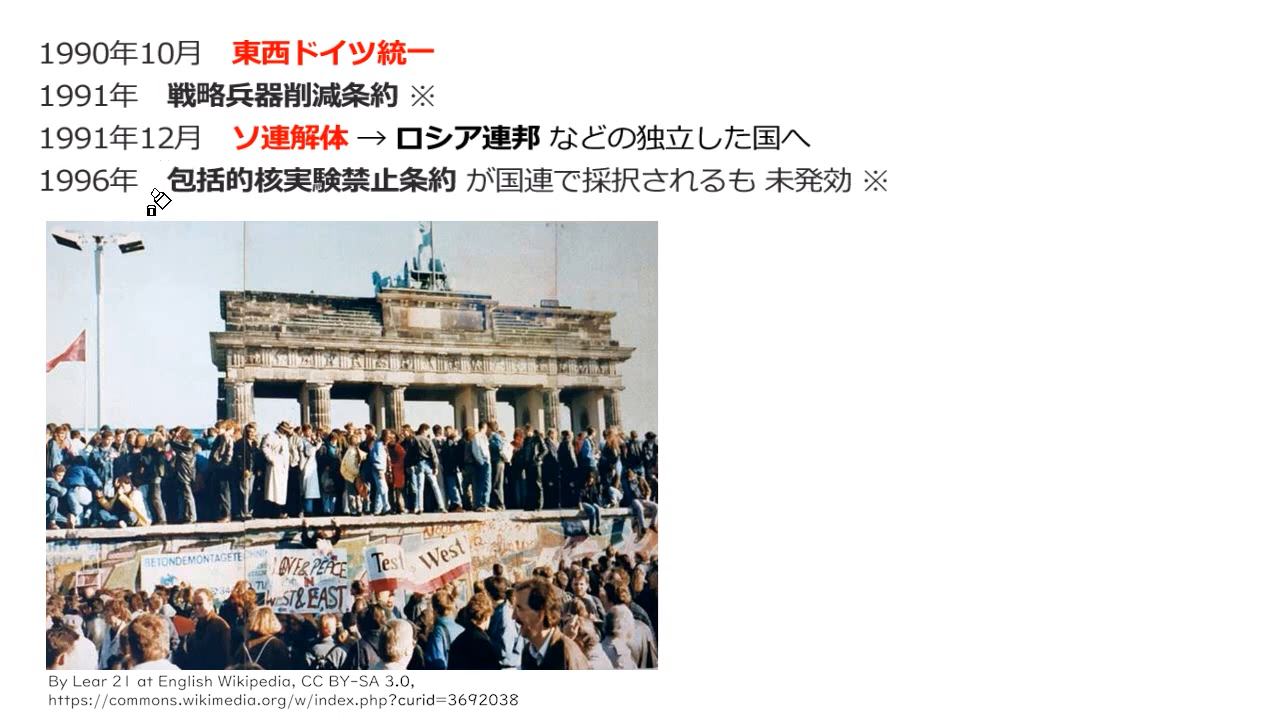 1990年10月　東西ドイツ統一
1991年　戦略兵器削減条約 ※
1991年12月　ソ連解体 → ロシア連邦 などの独立した国へ
1996年　包括的核実験禁止条約 が国連で採択されるも 未発効 ※
BETONDEMONTAGETECHNIK
LOVE & PEACE
IN
WEST & EAST
Test West
By Lear 21 at English Wikipedia, CC BY-SA 3.0,
https://commons.wikimedia.org/w/index.php?curid=3692038